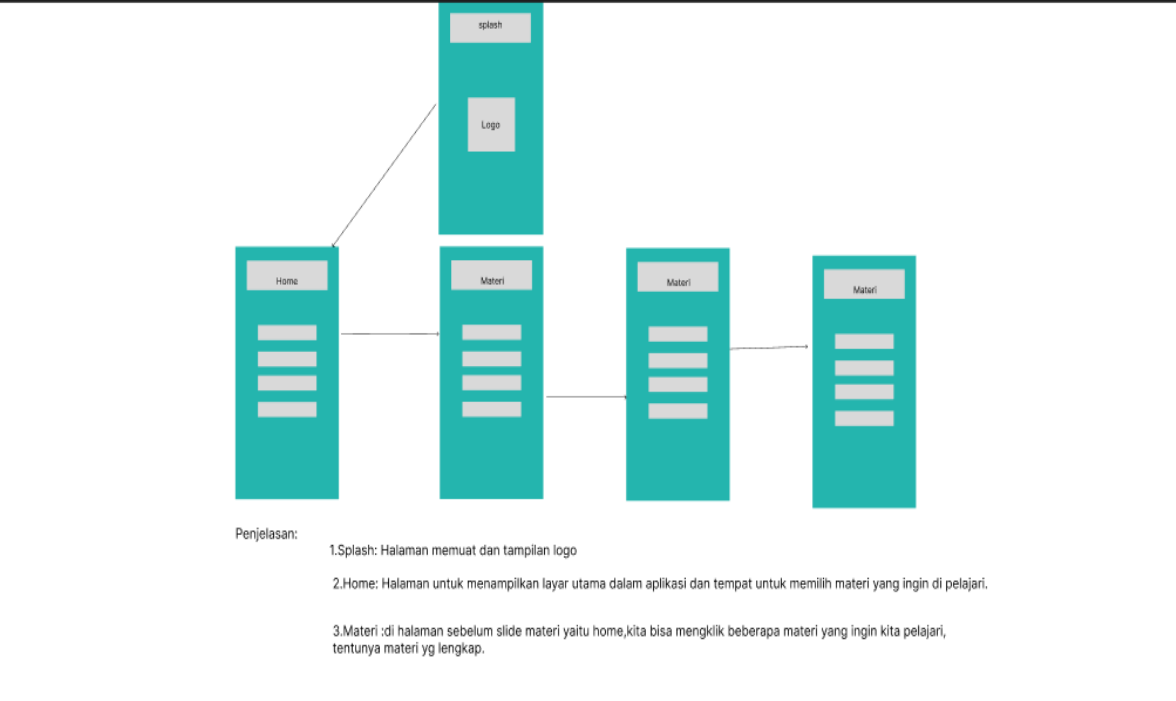 splash
Logo
Home
Materi
Materi
Materi
Penjelasan:
1.Splash: Halaman memuat dan tampilan logo
2.Home: Halaman untuk menampilkan layar utama dalam aplikasi dan tempat untuk memilih materi yang ingin di pelajari.
3.Materi :di halaman sebelum slide materi yaitu home,kita bisa mengklik beberapa materi yang ingin kita pelajari,
tentunya materi yg lengkap.